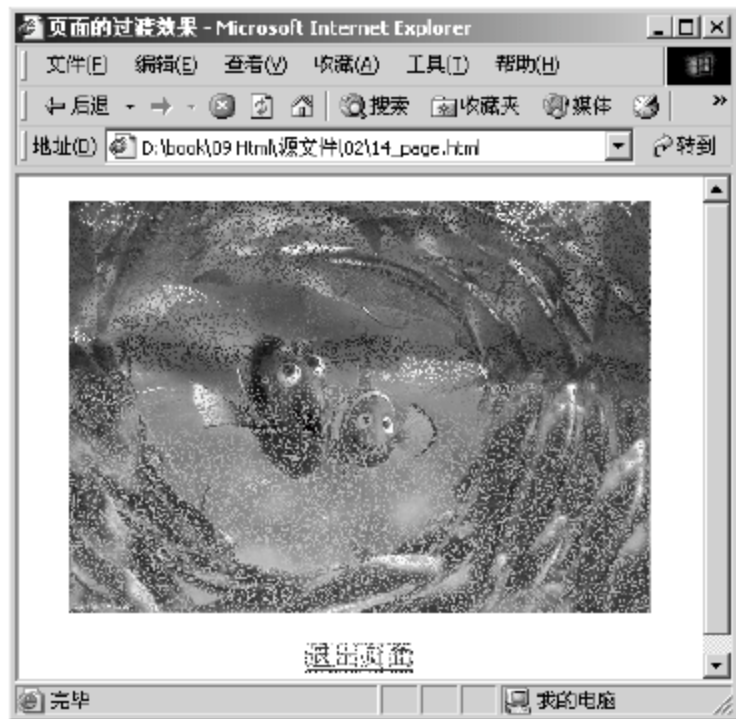 页面的过渡效果 - Microsoft Internet Explorer
文件(F) 编辑(E) 查看(V) 收藏(A) 工具(T) 帮助(H)
后退 搜索 收藏夹 媒体 »
地址(D) D:\book\09 Html\源文件\02\14_page.html 转到
退出页面
完毕 我的电脑